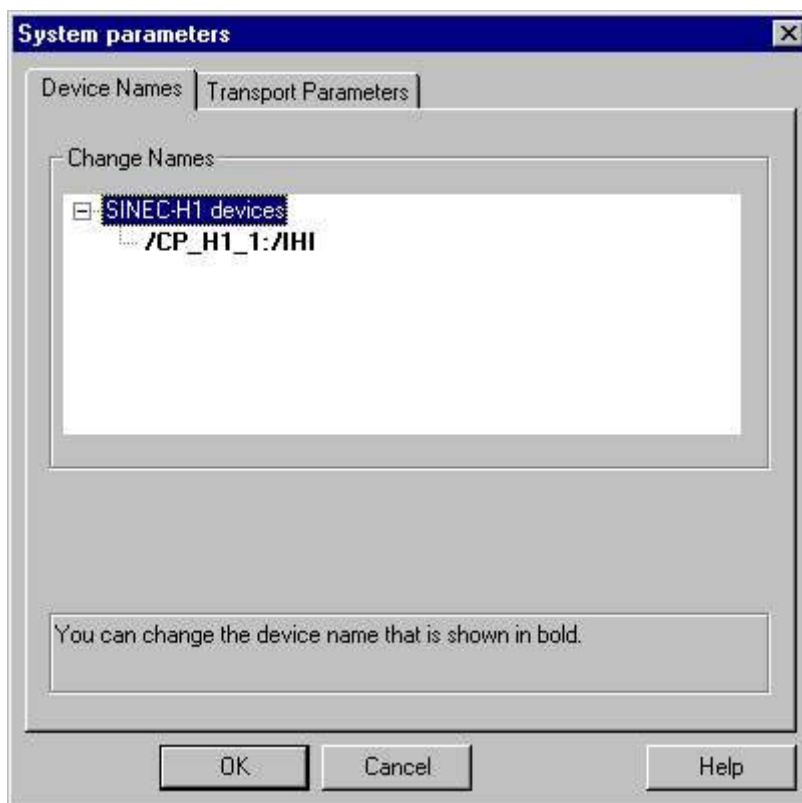 System parameters
Device Names Transport Parameters
Change Names
SINEC-H1 devices
/CP_H1_1:/IHI
You can change the device name that is shown in bold.
OK Cancel Help